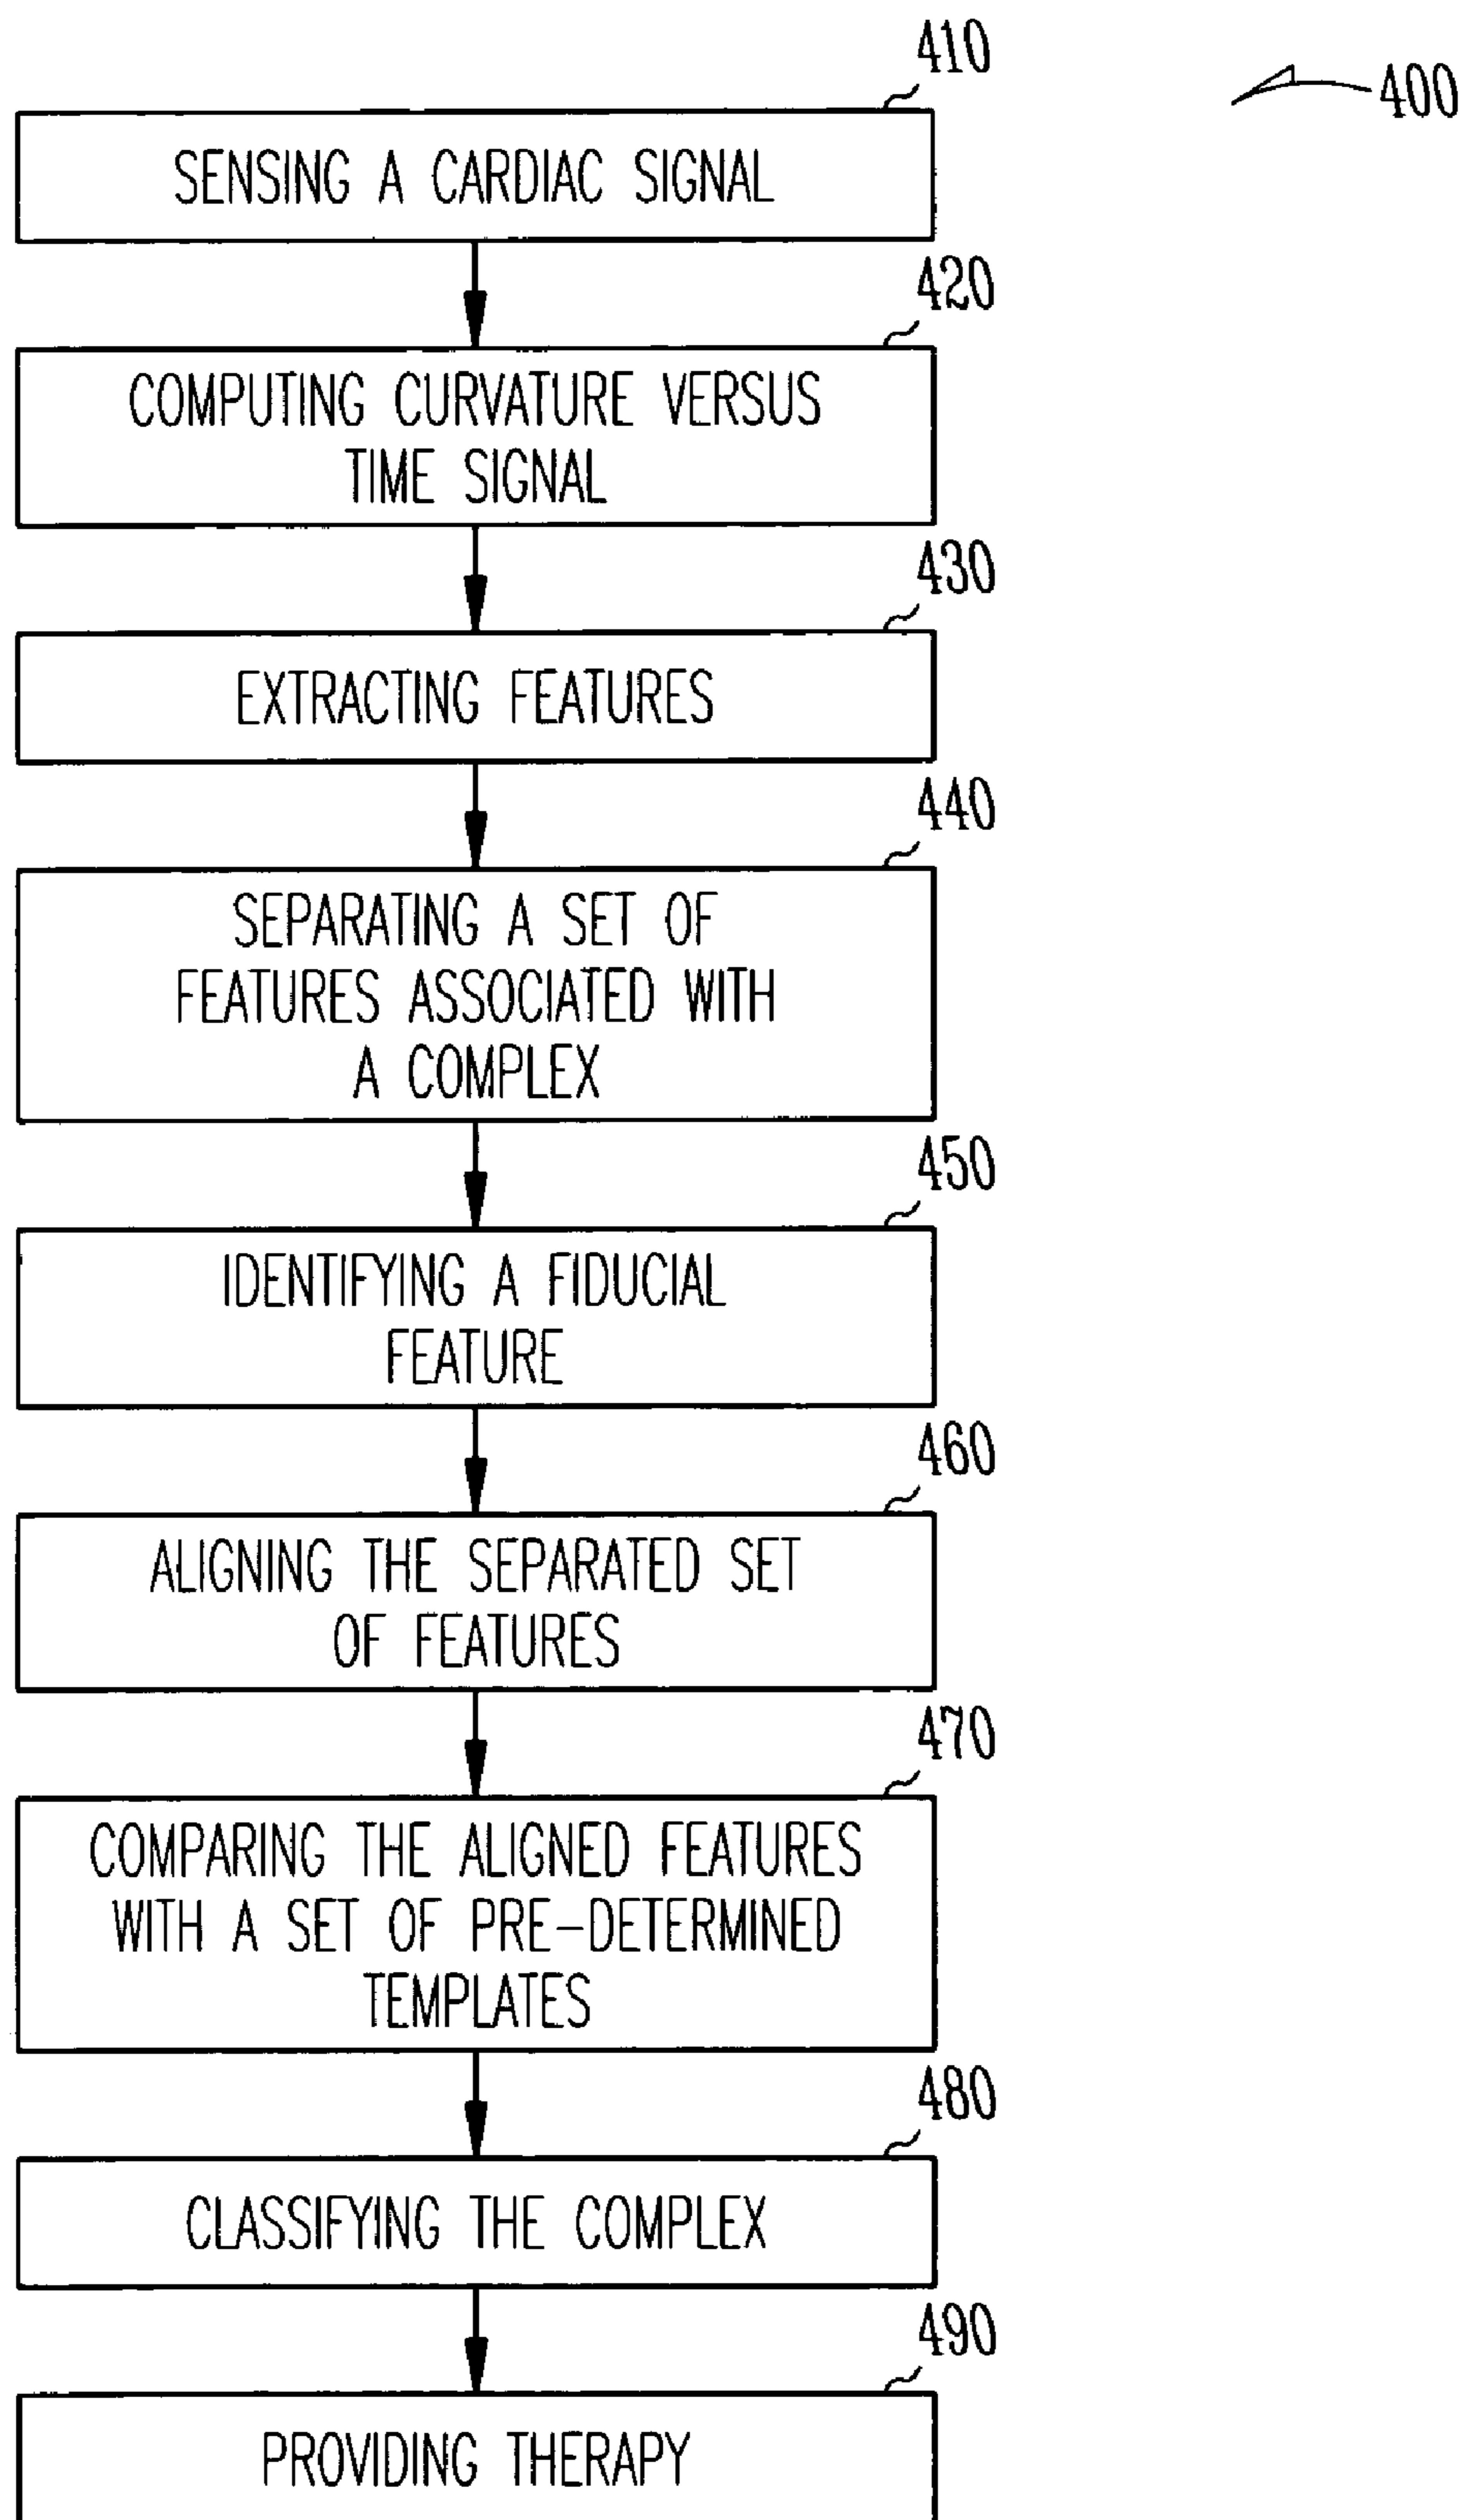 410
400
SENSING A CARDIAC SIGNAL
420
COMPUTING CURVATURE VERSUS
TIME SIGNAL
430
EXTRACTING FEATURES
440
SEPARATING A SET OF
FEATURES ASSOCIATED WITH
A COMPLEX
450
IDENTIFYING A FIDUCIAL
FEATURE
460
ALIGNING THE SEPARATED SET
OF FEATURES
470
COMPARING THE ALIGNED FEATURES
WITH A SET OF PRE-DETERMINED
TEMPLATES
480
CLASSIFYING THE COMPLEX
490
PROVIDING THERAPY